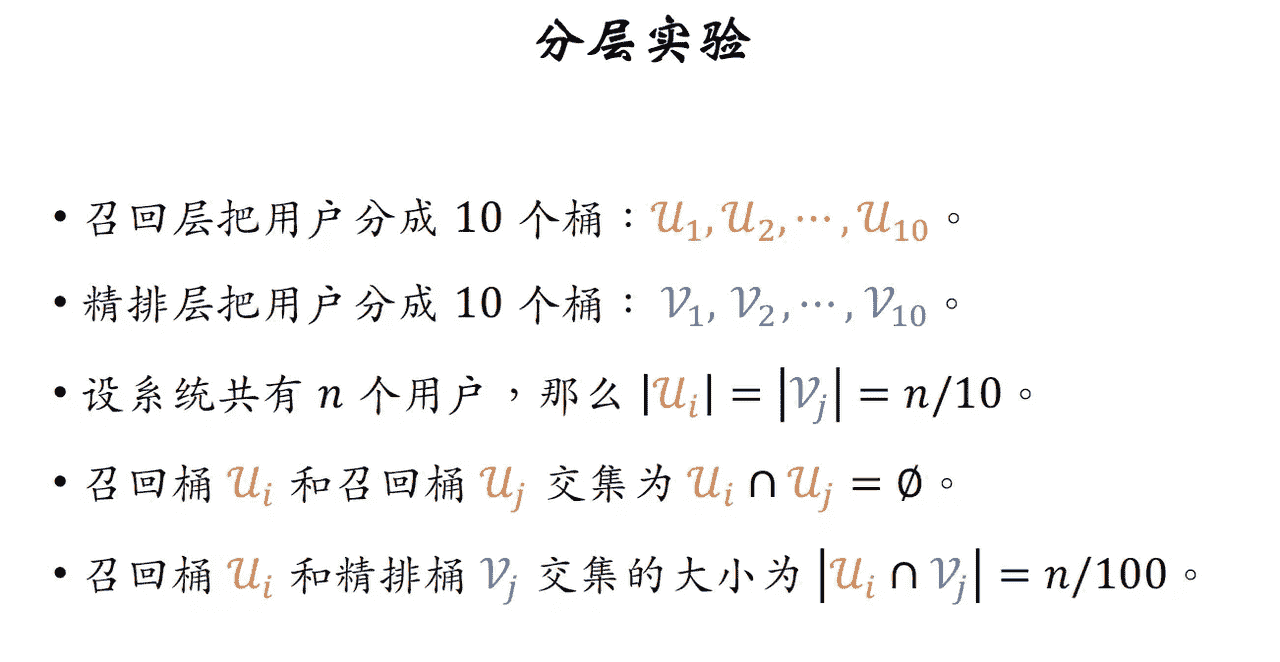 分层实验
• 召回层把用户分成 10 个桶：𝒰₁, 𝒰₂, ⋯ , 𝒰₁₀ 。
• 精排层把用户分成 10 个桶： 𝒱₁, 𝒱₂, ⋯ , 𝒱₁₀ 。
• 设系统共有 n 个用户，那么 |𝒰ᵢ| = |𝒱ⱼ| = n/10 。
• 召回桶 𝒰ᵢ 和召回桶 𝒰ⱼ 交集为 𝒰ᵢ ∩ 𝒰ⱼ = ∅ 。
• 召回桶 𝒰ᵢ 和精排桶 𝒱ⱼ 交集的大小为 |𝒰ᵢ ∩ 𝒱ⱼ| = n/100 。